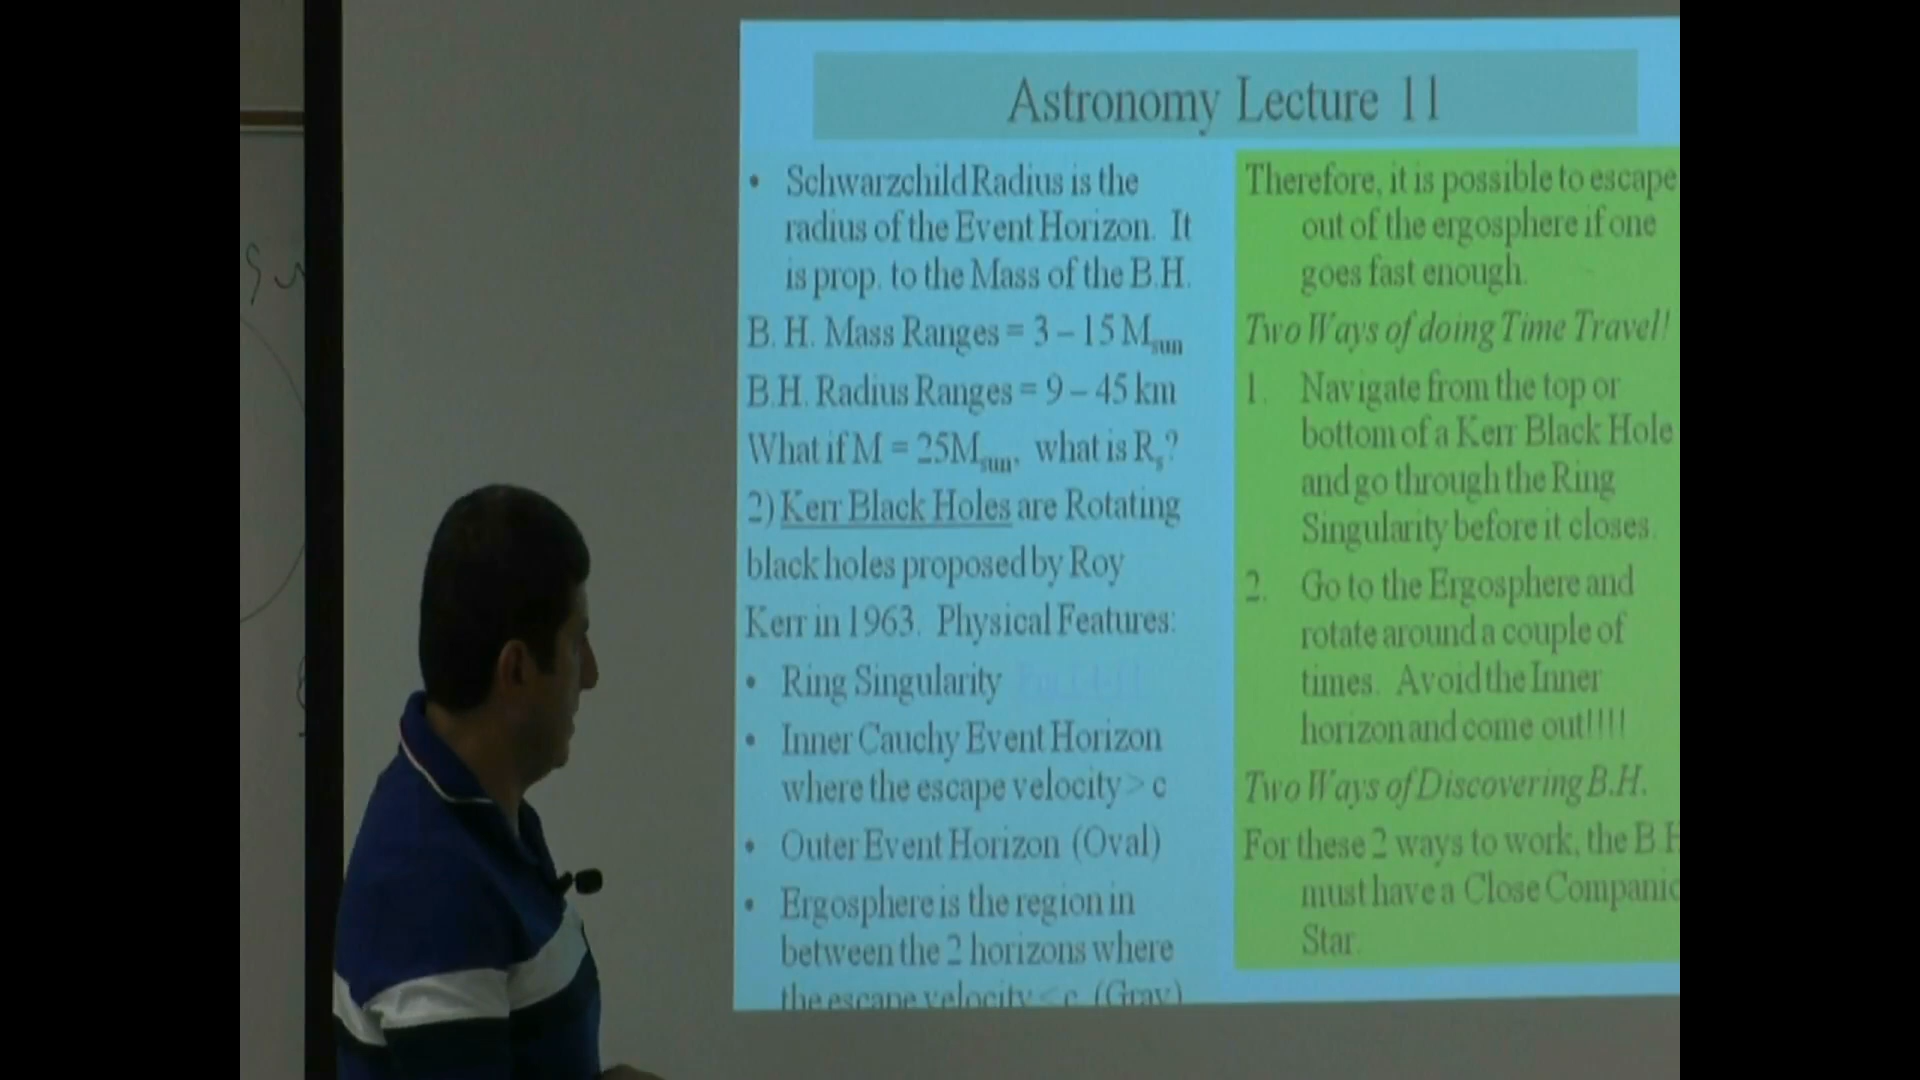 Astronomy Lecture 11
• Schwarzchild Radius is the
radius of the Event Horizon. It
is prop. to the Mass of the B.H.
B. H. Mass Ranges = 3 – 15 Msun
B.H. Radius Ranges = 9 – 45 km
What if M = 25Msun, what is Rs?
2) Kerr Black Holes are Rotating
black holes proposed by Roy
Kerr in 1963. Physical Features:
• Ring Singularity
• Inner Cauchy Event Horizon
where the escape velocity > c
• Outer Event Horizon (Oval)
• Ergosphere is the region in
between the 2 horizons where
the escape velocity < c (Gray)
Therefore, it is possible to escape
out of the ergosphere if one
goes fast enough.
Two Ways of doing Time Travel!
1. Navigate from the top or
bottom of a Kerr Black Hole
and go through the Ring
Singularity before it closes.
2. Go to the Ergosphere and
rotate around a couple of
times. Avoid the Inner
horizon and come out!!!!
Two Ways of Discovering B.H.
For these 2 ways to work, the B.H
must have a Close Companio
Star.